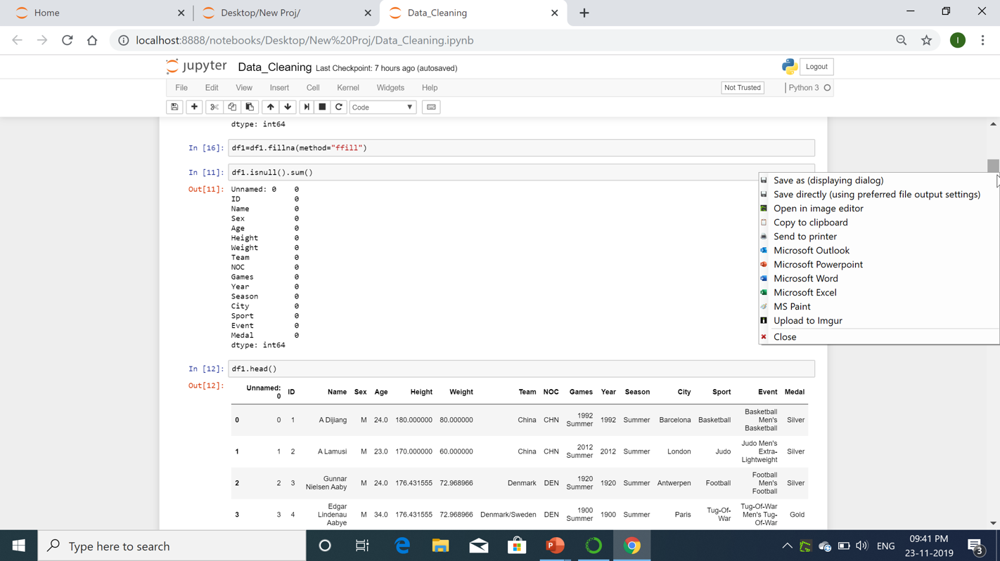 Home
Desktop/New Proj/
Data_Cleaning
localhost:8888/notebooks/Desktop/New%20Proj/Data_Cleaning.ipynb
I
jupyter Data_Cleaning Last Checkpoint: 7 hours ago (autosaved)
Logout
File Edit View Insert Cell Kernel Widgets Help
Not Trusted
Python 3
Code
dtype: int64
In [16]: df1=df1.fillna(method="ffill")
In [11]: df1.isnull().sum()
Out[11]: Unnamed: 0 0
ID 0
Name 0
Sex 0
Age 0
Height 0
Weight 0
Team 0
NOC 0
Games 0
Year 0
Season 0
City 0
Sport 0
Event 0
Medal 0
dtype: int64
Save as (displaying dialog)
Save directly (using preferred file output settings)
Open in image editor
Copy to clipboard
Send to printer
Microsoft Outlook
Microsoft Powerpoint
Microsoft Word
Microsoft Excel
MS Paint
Upload to Imgur
Close
In [12]: df1.head()
Out[12]:
Unnamed: 0 ID Name Sex Age Height Weight Team NOC Games Year Season City Sport Event Medal
0 0 1 A Dijiang M 24.0 180.000000 80.000000 China CHN 1992 Summer 1992 Summer Barcelona Basketball Basketball Men's Basketball Silver
1 1 2 A Lamusi M 23.0 170.000000 60.000000 China CHN 2012 Summer 2012 Summer London Judo Judo Men's Extra-Lightweight Silver
2 2 3 Gunnar Nielsen Aaby M 24.0 176.431555 72.968966 Denmark DEN 1920 Summer 1920 Summer Antwerpen Football Football Men's Football Silver
3 3 4 Edgar Lindenau Aabye M 34.0 176.431555 72.968966 Denmark/Sweden DEN 1900 Summer 1900 Summer Paris Tug-Of-War Tug-Of-War Men's Tug-Of-War Gold
Type here to search
ENG
09:41 PM
23-11-2019
3